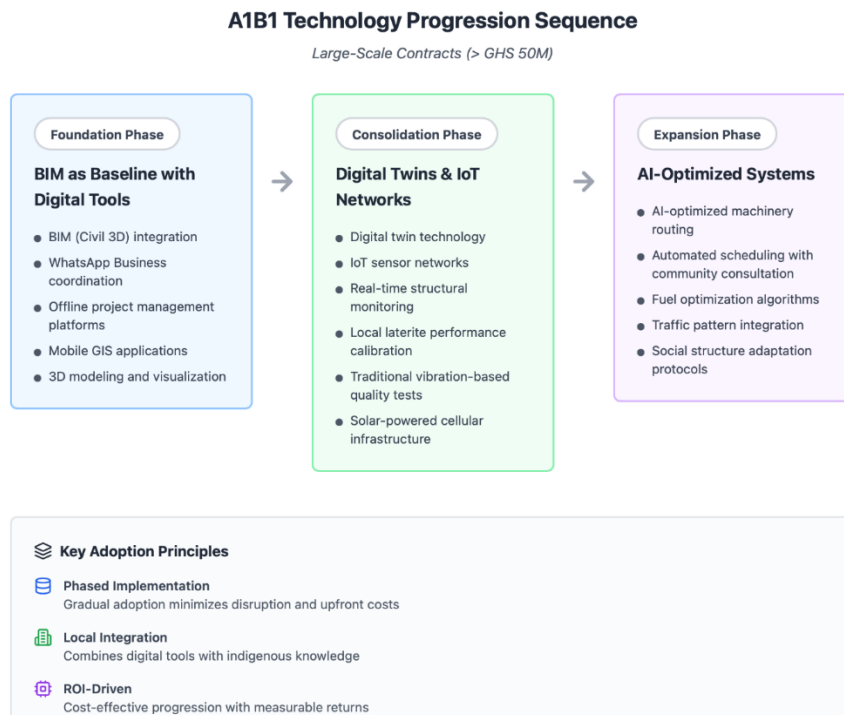 A1B1 Technology Progression Sequence
Large-Scale Contracts (> GHS 50M)
Foundation Phase
BIM as Baseline with
Digital Tools
BIM (Civil 3D) integration
WhatsApp Business
coordination
Offline project management
platforms
Mobile GIS applications
3D modeling and visualization
Consolidation Phase
Digital Twins & IoT
Networks
Digital twin technology
IoT sensor networks
Real-time structural
monitoring
Local laterite performance
calibration
Traditional vibration-based
quality tests
Solar-powered cellular
infrastructure
Expansion Phase
AI-Optimized Systems
AI-optimized machinery
routing
Automated scheduling with
community consultation
Fuel optimization algorithms
Traffic pattern integration
Social structure adaptation
protocols
Key Adoption Principles
Phased Implementation
Gradual adoption minimizes disruption and upfront costs
Local Integration
Combines digital tools with indigenous knowledge
ROI-Driven
Cost-effective progression with measurable returns